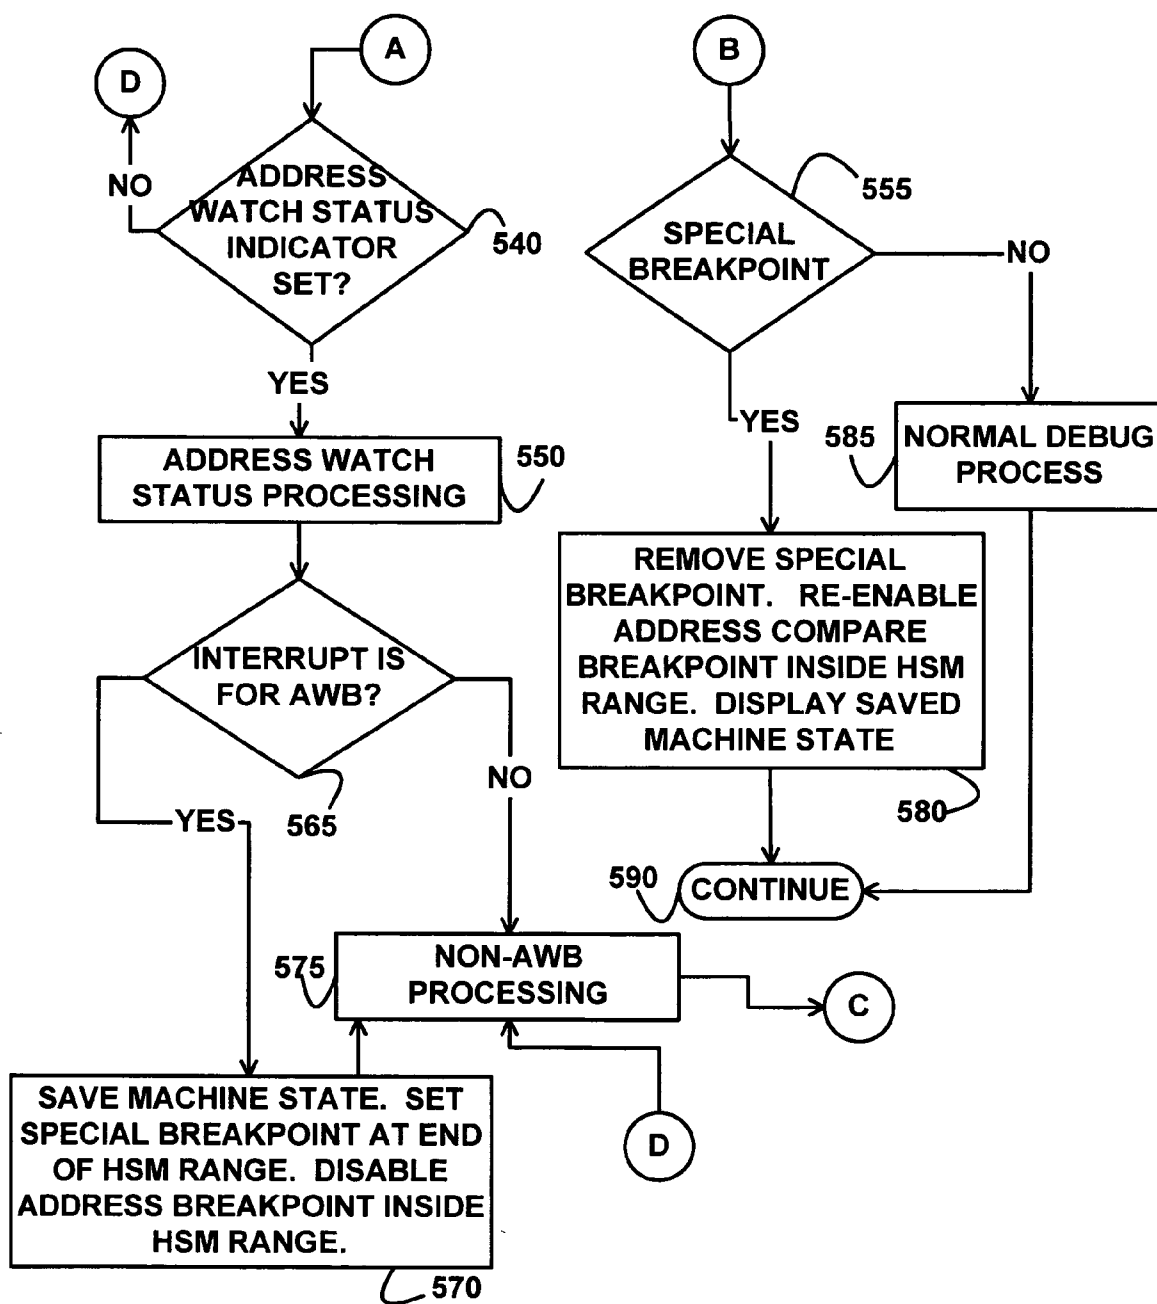 A
D
ADDRESS
WATCH STATUS
INDICATOR
SET?
540
NO
YES
ADDRESS WATCH
STATUS PROCESSING
550
INTERRUPT IS
FOR AWB?
565
YES
NO
NON-AWB
PROCESSING
575
C
D
SAVE MACHINE STATE. SET
SPECIAL BREAKPOINT AT END
OF HSM RANGE. DISABLE
ADDRESS BREAKPOINT INSIDE
HSM RANGE.
570
B
SPECIAL
BREAKPOINT
555
NO
YES
NORMAL DEBUG
PROCESS
585
REMOVE SPECIAL
BREAKPOINT. RE-ENABLE
ADDRESS COMPARE
BREAKPOINT INSIDE HSM
RANGE. DISPLAY SAVED
MACHINE STATE
580
CONTINUE
590